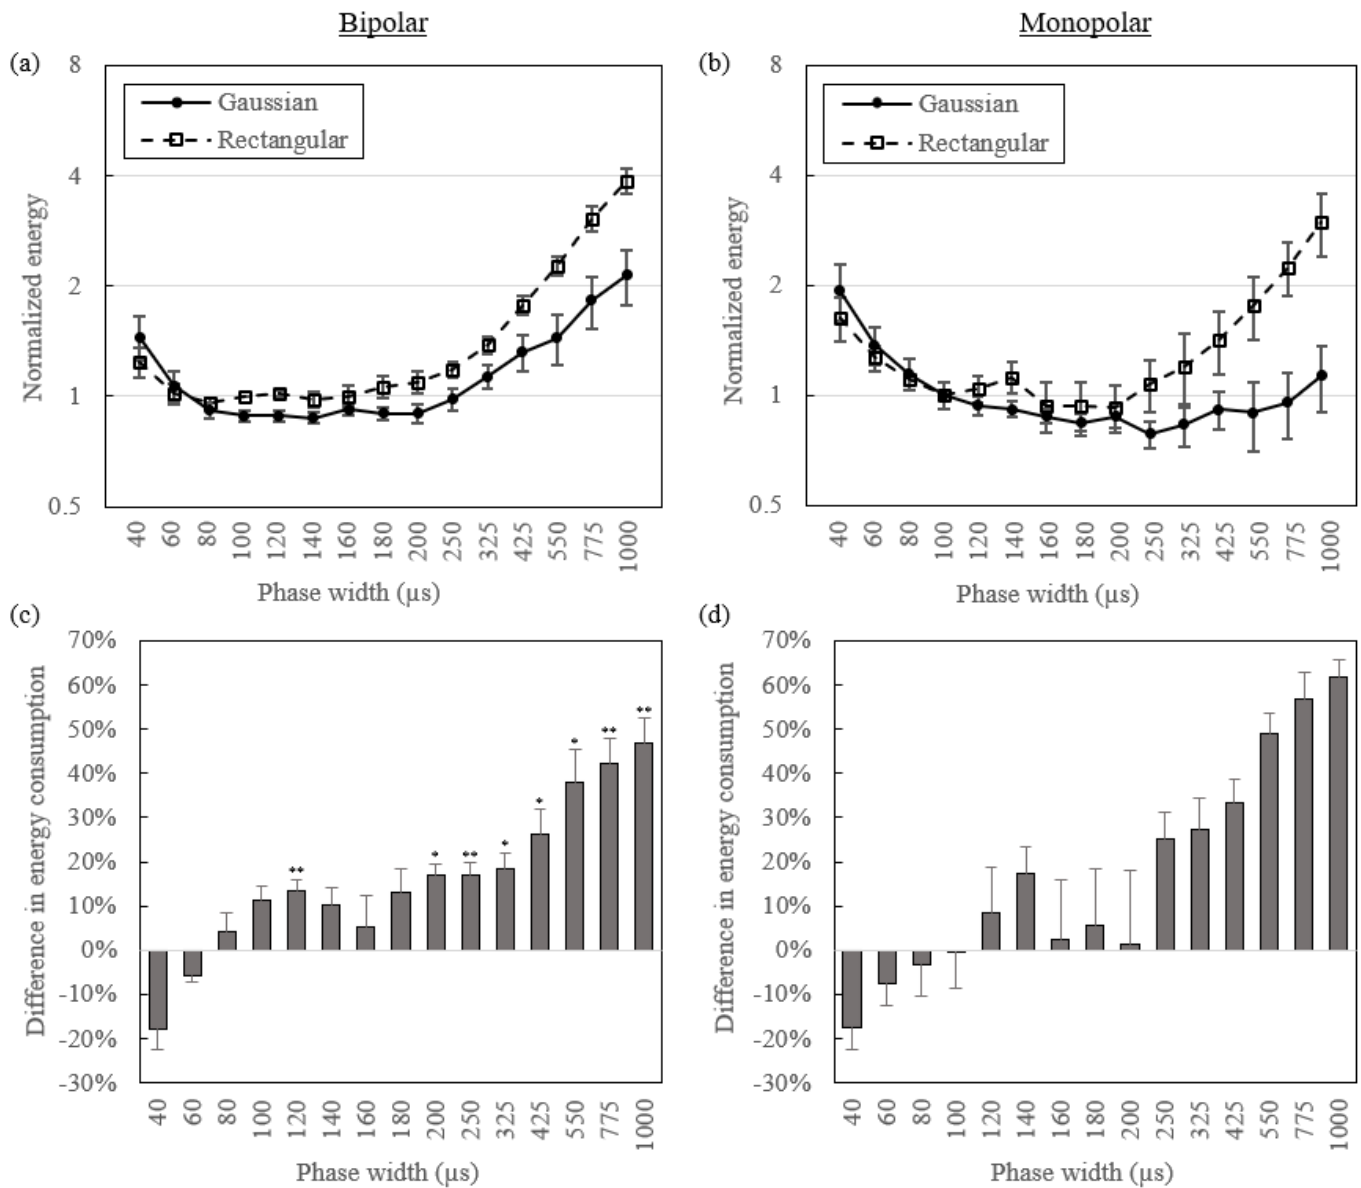 Bipolar
Monopolar
(a)
8
4
2
1
0.5
Normalized energy
Gaussian
Rectangular
40 60 80 100 120 140 160 180 200 250 325 425 550 775 1000
Phase width (µs)
(b)
8
4
2
1
0.5
Normalized energy
Gaussian
Rectangular
40 60 80 100 120 140 160 180 200 250 325 425 550 775 1000
Phase width (µs)
(c)
70%
60%
50%
40%
30%
20%
10%
0%
-10%
-20%
-30%
Difference in energy consumption
** * ** * * * ** **
40 60 80 100 120 140 160 180 200 250 325 425 550 775 1000
Phase width (µs)
(d)
70%
60%
50%
40%
30%
20%
10%
0%
-10%
-20%
-30%
Difference in energy consumption
40 60 80 100 120 140 160 180 200 250 325 425 550 775 1000
Phase width (µs)